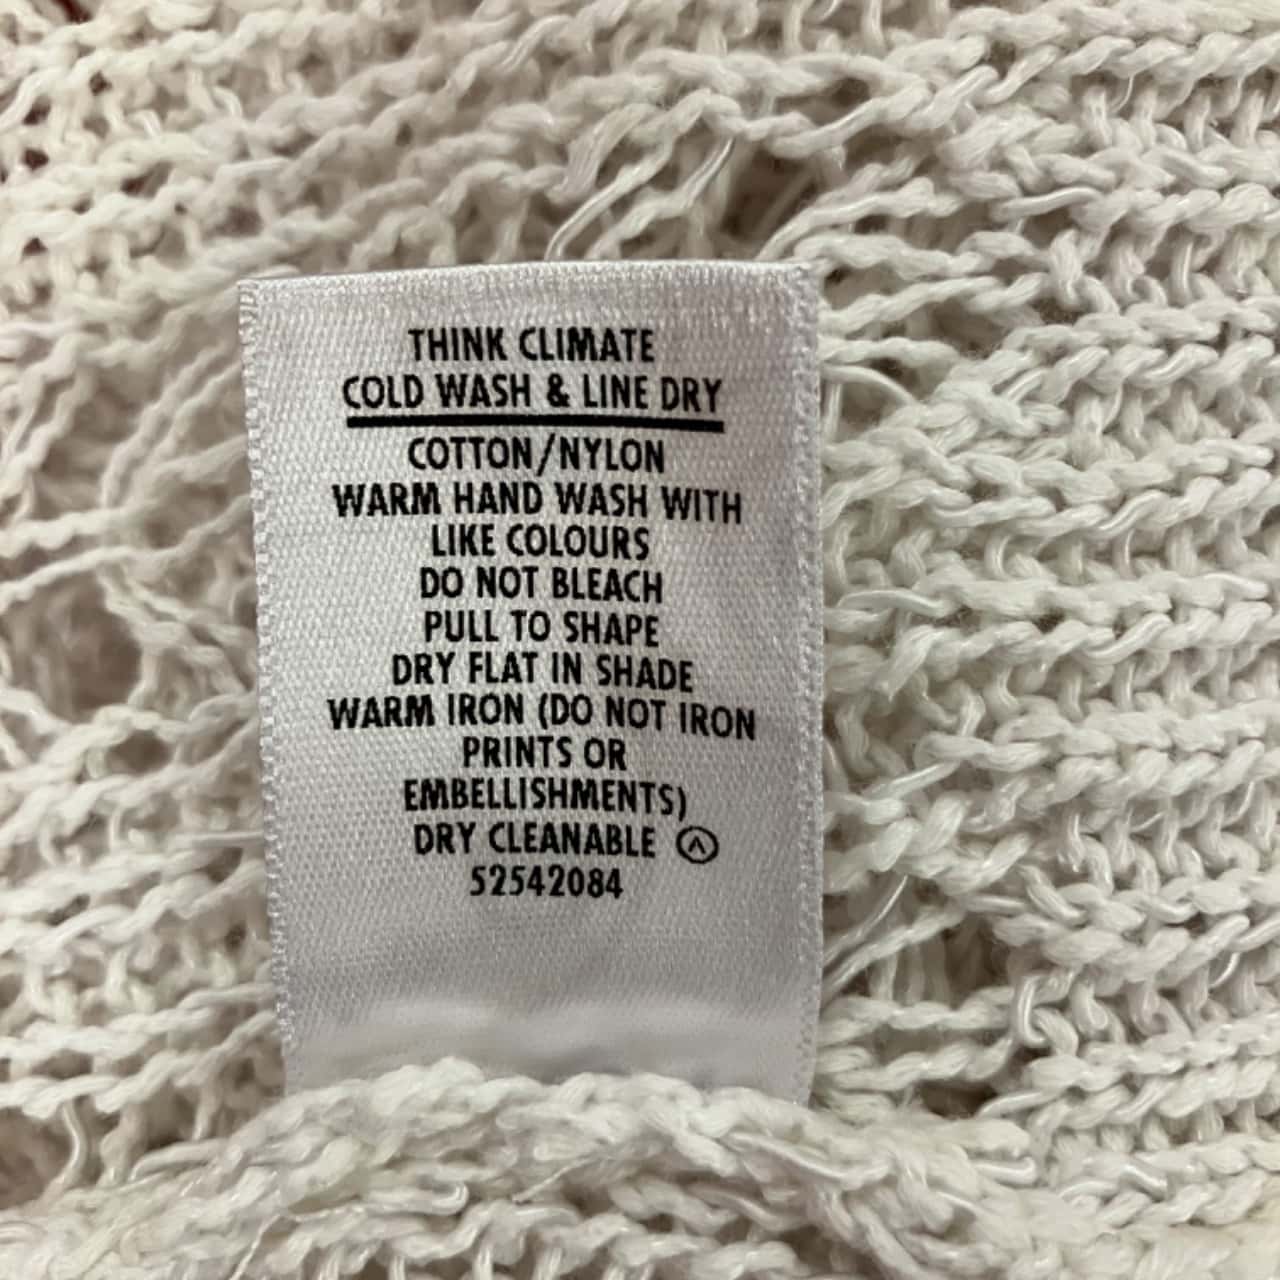 THINK CLIMATE
COLD WASH & LINE DRY
COTTON/NYLON
WARM HAND WASH WITH
LIKE COLOURS
DO NOT BLEACH
PULL TO SHAPE
DRY FLAT IN SHADE
WARM IRON (DO NOT IRON
PRINTS OR
EMBELLISHMENTS)
DRY CLEANABLE Ⓐ
52542084